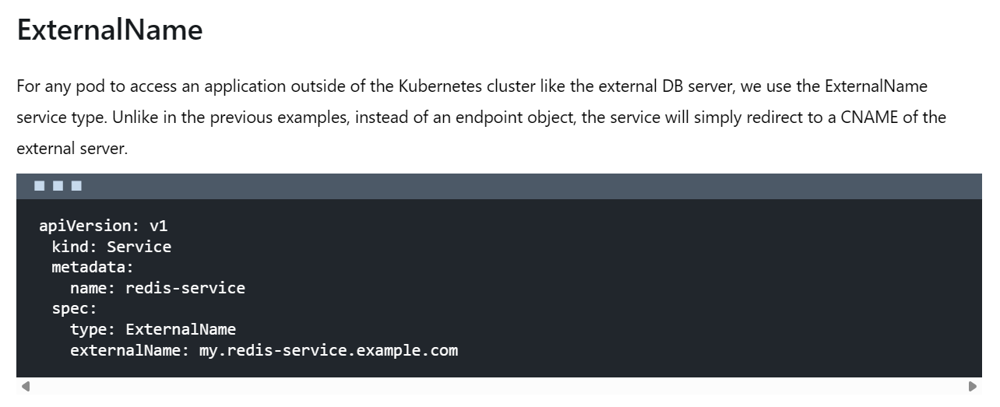 ExternalName
For any pod to access an application outside of the Kubernetes cluster like the external DB server, we use the ExternalName
service type. Unlike in the previous examples, instead of an endpoint object, the service will simply redirect to a CNAME of the
external server.
apiVersion: v1
kind: Service
metadata:
name: redis-service
spec:
type: ExternalName
externalName: my.redis-service.example.com